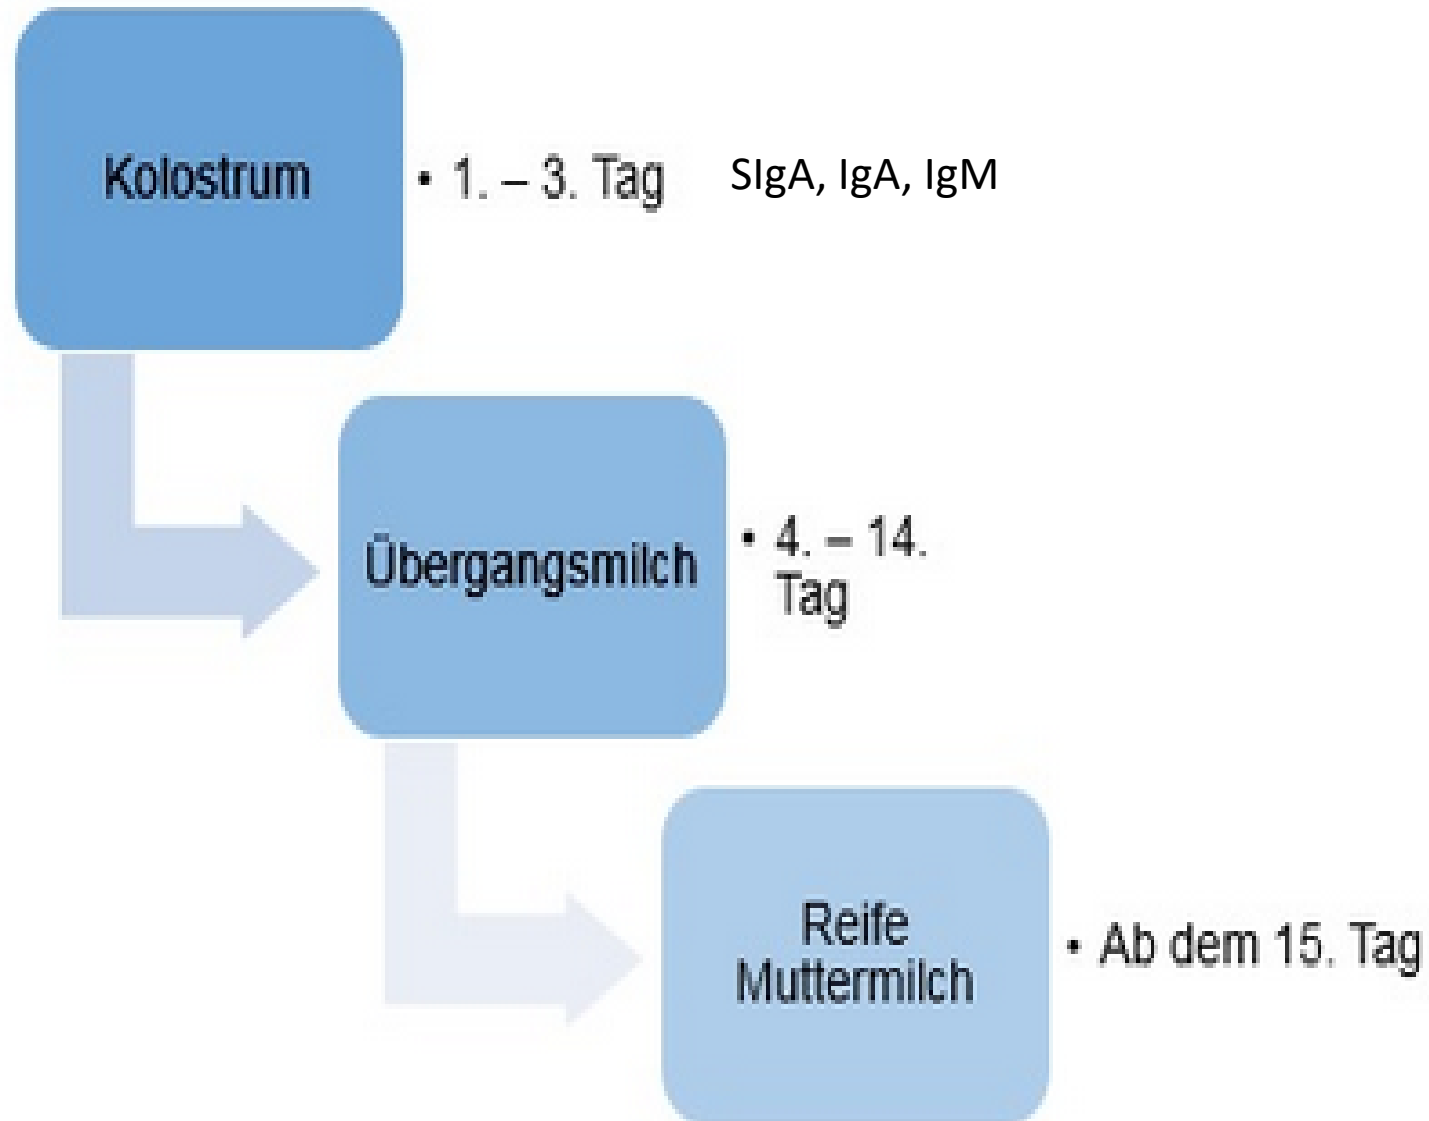 Kolostrum
• 1. – 3. Tag
SIgA, IgA, IgM
Übergangsmilch
• 4. – 14.
Tag
Reife
Muttermilch
• Ab dem 15. Tag